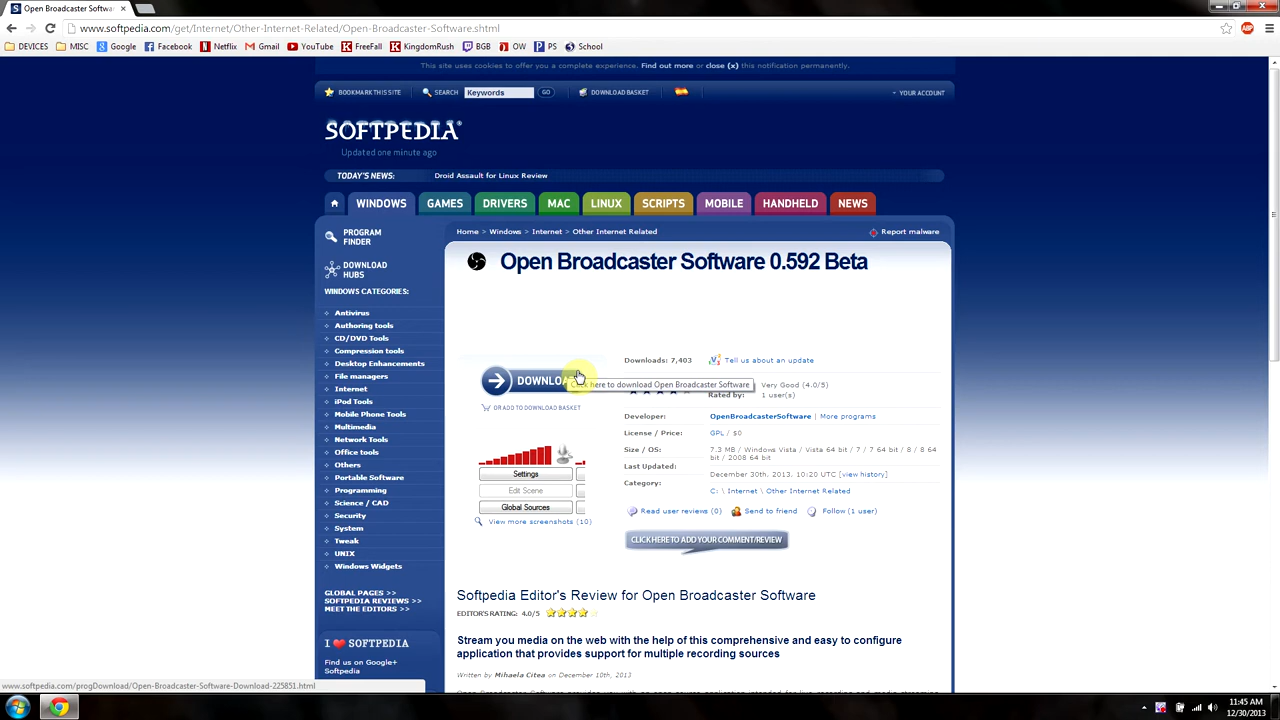 Open Broadcaster Softwa
www.softpedia.com/get/Internet/Other-Internet-Related/Open-Broadcaster-Software.shtml
DEVICES MISC Google Facebook Netflix Gmail YouTube FreeFall KingdomRush BGB OW PS School
This site uses cookies to offer you a complete experience. Find out more or close (x) this notification permanently.
BOOKMARK THIS SITE SEARCH Keywords GO DOWNLOAD BASKET YOUR ACCOUNT
SOFTPEDIA
Updated one minute ago
TODAY'S NEWS: Droid Assault for Linux Review
WINDOWS GAMES DRIVERS MAC LINUX SCRIPTS MOBILE HANDHELD NEWS
PROGRAM
FINDER
DOWNLOAD
HUBS
WINDOWS CATEGORIES:
Antivirus
Authoring tools
CD/DVD Tools
Compression tools
Desktop Enhancements
File managers
Internet
iPod Tools
Mobile Phone Tools
Multimedia
Network Tools
Office tools
Others
Portable Software
Programming
Science / CAD
Security
System
Tweak
UNIX
Windows Widgets
GLOBAL PAGES >>
SOFTPEDIA REVIEWS >>
MEET THE EDITORS >>
I SOFTPEDIA
Find us on Google+
Softpedia
Home > Windows > Internet > Other Internet Related Report malware
Open Broadcaster Software 0.592 Beta
DOWNLOA
here to download Open Broadcaster Software
OR ADD TO DOWNLOAD BASKET
Settings
Edit Scene
Global Sources
View more screenshots (10)
Downloads: 7,403 Tell us about an update
Very Good (4.0/5)
Rated by: 1 user(s)
Developer: OpenBroadcasterSoftware | More programs
License / Price: GPL / $0
Size / OS: 7.3 MB / Windows Vista / Vista 64 bit / 7 / 7 64 bit / 8 / 8 64
bit / 2008 64 bit
Last Updated: December 30th, 2013, 10:20 UTC [view history]
Category: C: \ Internet \ Other Internet Related
Read user reviews (0) Send to friend Follow (1 user)
CLICK HERE TO ADD YOUR COMMENT/REVIEW
Softpedia Editor's Review for Open Broadcaster Software
EDITOR'S RATING: 4.0/5
Stream you media on the web with the help of this comprehensive and easy to configure
application that provides support for multiple recording sources
Written by Mihaela Citea on December 10th, 2013
www.softpedia.com/progDownload/Open-Broadcaster-Software-Download-225851.html
11:45 AM
12/30/2013